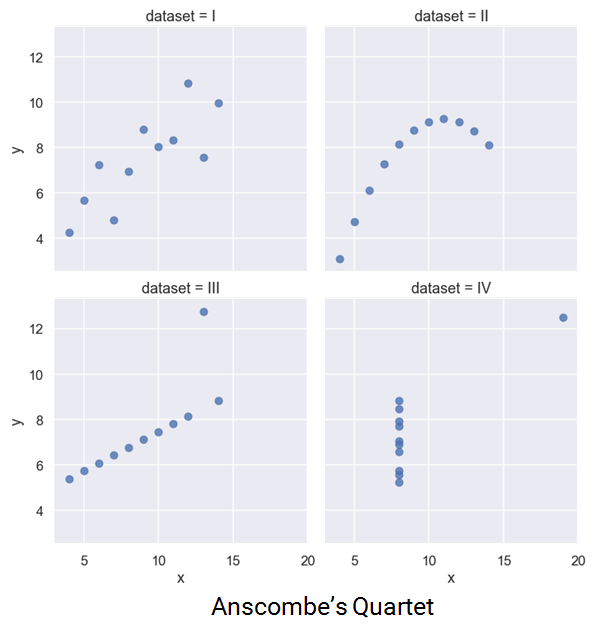 dataset = I
dataset = II
12
10
8
6
4
y
dataset = III
dataset = IV
12
10
8
6
4
y
5 10 15 20
5 10 15 20
x
x
Anscombe’s Quartet